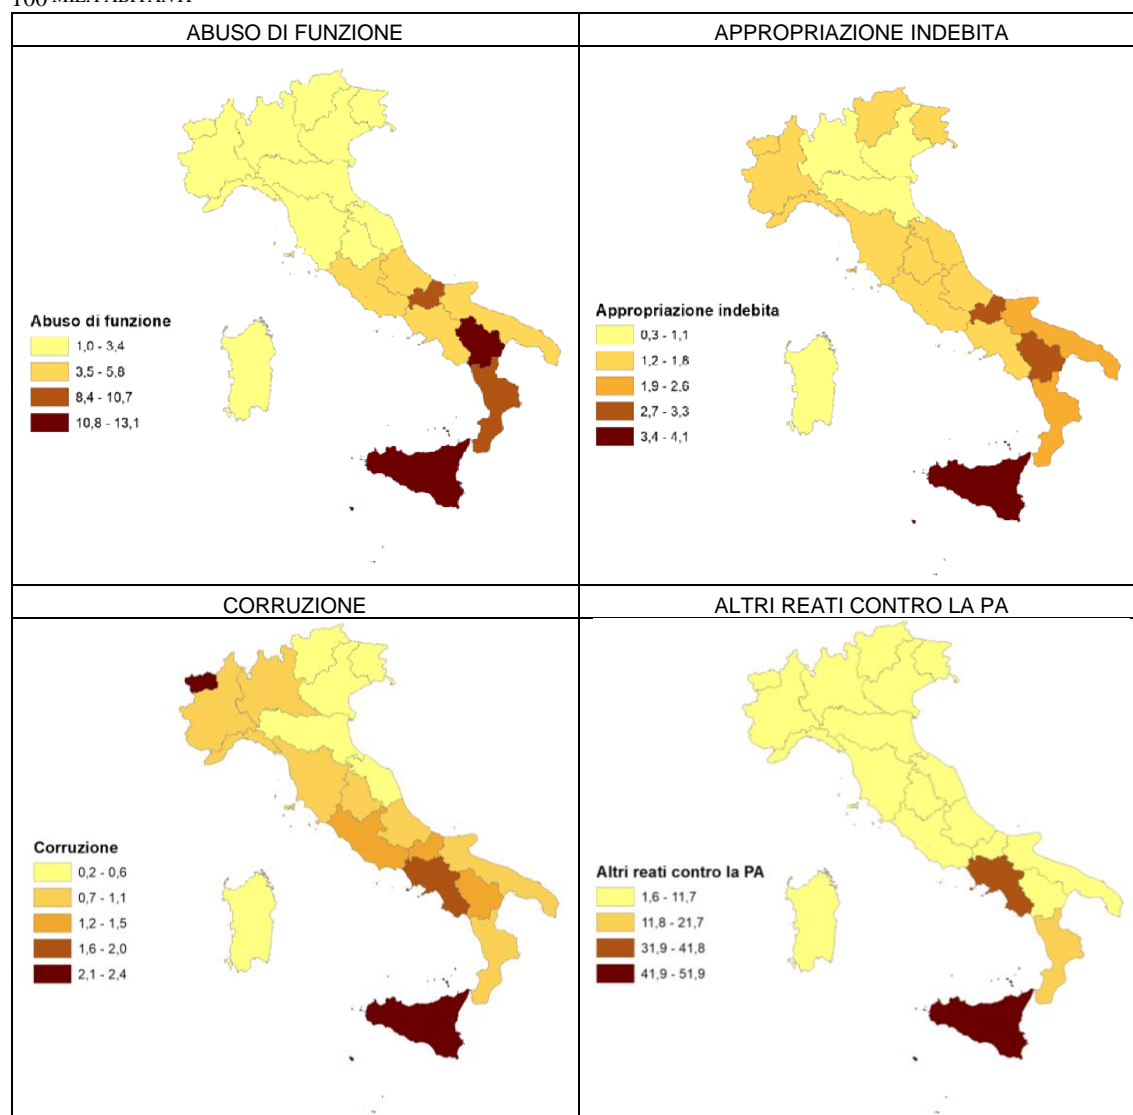 100 MILA ABITANTI
ABUSO DI FUNZIONE
APPROPRIAZIONE INDEBITA
Abuso di funzione
1,0 - 3,4
3,5 - 5,8
8,4 - 10,7
10,8 - 13,1
Appropriazione indebita
0,3 - 1,1
1,2 - 1,8
1,9 - 2,6
2,7 - 3,3
3,4 - 4,1
CORRUZIONE
ALTRI REATI CONTRO LA PA
Corruzione
0,2 - 0,6
0,7 - 1,1
1,2 - 1,5
1,6 - 2,0
2,1 - 2,4
Altri reati contro la PA
1,6 - 11,7
11,8 - 21,7
31,9 - 41,8
41,9 - 51,9